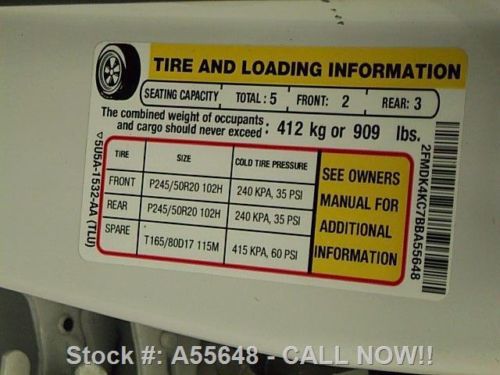 TIRE AND LOADING INFORMATION
SEATING CAPACITY TOTAL : 5 FRONT: 2 REAR: 3
The combined weight of occupants
and cargo should never exceed : 412 kg or 909 lbs.
TIRE SIZE COLD TIRE PRESSURE
FRONT P245/50R20 102H 240 KPA, 35 PSI
REAR P245/50R20 102H 240 KPA, 35 PSI
SPARE T165/80D17 115M 415 KPA, 60 PSI
SEE OWNERS
MANUAL FOR
ADDITIONAL
INFORMATION
5U5A-1532-AA (TLU)
2FMDK4KC7BBA55648
Stock #: A55648 - CALL NOW!!